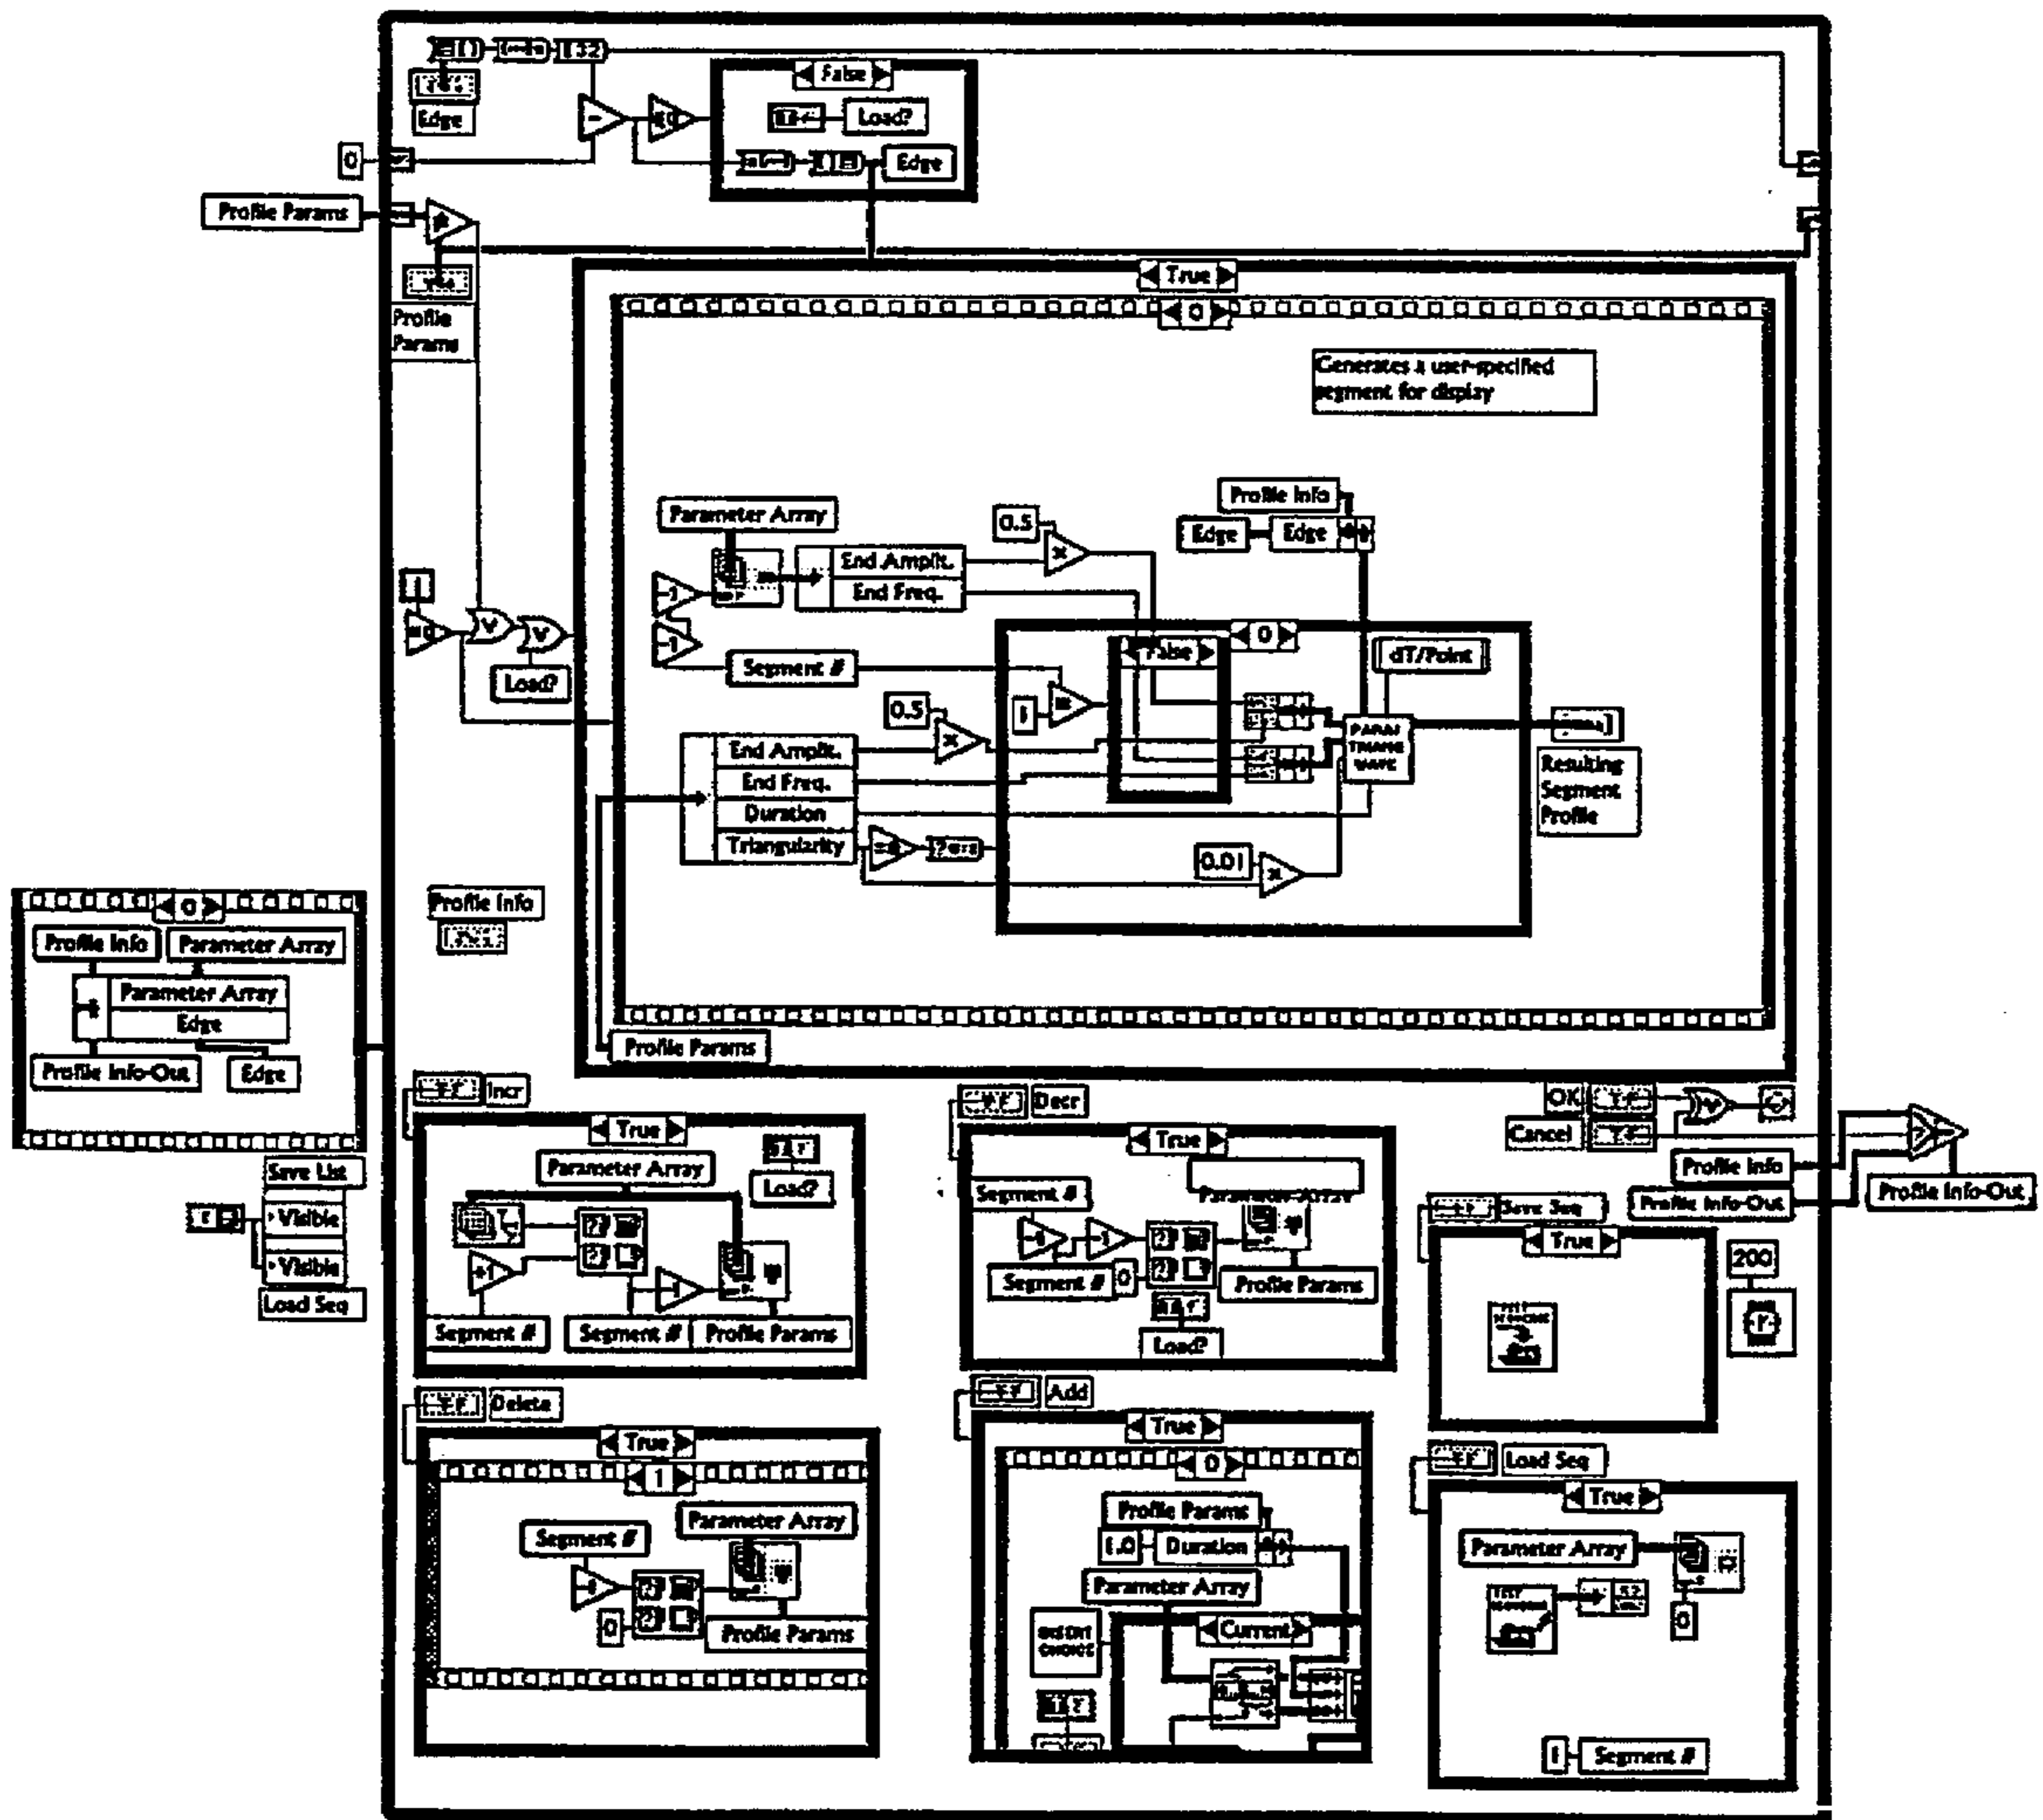 False
Load?
Edge
Edge
0
Profile Params
Profile
Params
True
0
Generates a user-specified
segment for display
Profile Info
Parameter Array
0.5
Edge
Edge
End Amplt.
End Freq.
0
False
dT/Point
Segment #
Load?
0.5
End Amplt.
End Freq.
Duration
Triangularity
0.01
Resulting
Segment
Profile
Profile Info
0
Profile Info
Parameter Array
Parameter Array
Edge
Profile Info-Out
Edge
Profile Params
Incr
Decr
OK
Cancel
True
Parameter Array
Load?
True
Parameter Array
Segment #
Profile Info
Profile Info-Out
Profile Info-Out
Save List
Visible
Visible
Load Seq
Save Seq
True
200
+1
Segment #
Segment #
Profile Params
Segment #
0
Profile Params
Load?
Delete
Add
True
1
Segment #
Parameter Array
0
Profile Params
True
0
Profile Params
1.0
Duration
Parameter Array
Current
Load Seq
True
Parameter Array
0
1
Segment #